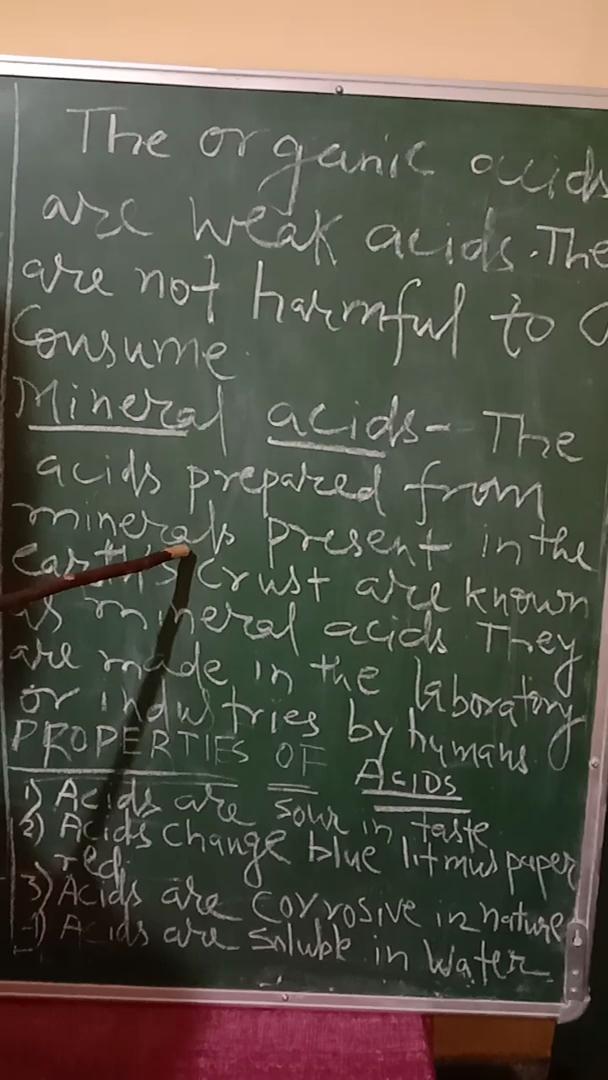 The organic acids
are weak acids. The
are not harmful to
Consume.
Mineral acids- The
acids prepared from
minerals present in the
earth's crust are known
as mineral acids They
are made in the laboratory
or industries by humans.
PROPERTIES OF ACIDS
1) Acids are sour in taste
2) Acids change blue litmus paper
red.
3) Acids are corrosive in nature
4) Acids are soluble in water